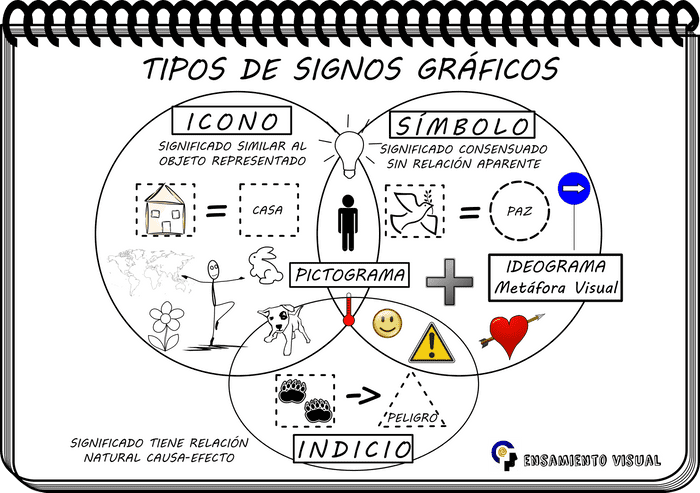 TIPOS DE SIGNOS GRÁFICOS
ICONO
SIGNIFICADO SIMILAR AL
OBJETO REPRESENTADO
SÍMBOLO
SIGNIFICADO CONSENSUADO
SIN RELACIÓN APARENTE
=
CASA
=
PAZ
PICTOGRAMA
IDEOGRAMA
Metáfora Visual
PELIGRO
INDICIO
SIGNIFICADO TIENE RELACIÓN
NATURAL CAUSA-EFECTO
PENSAMIENTO VISUAL